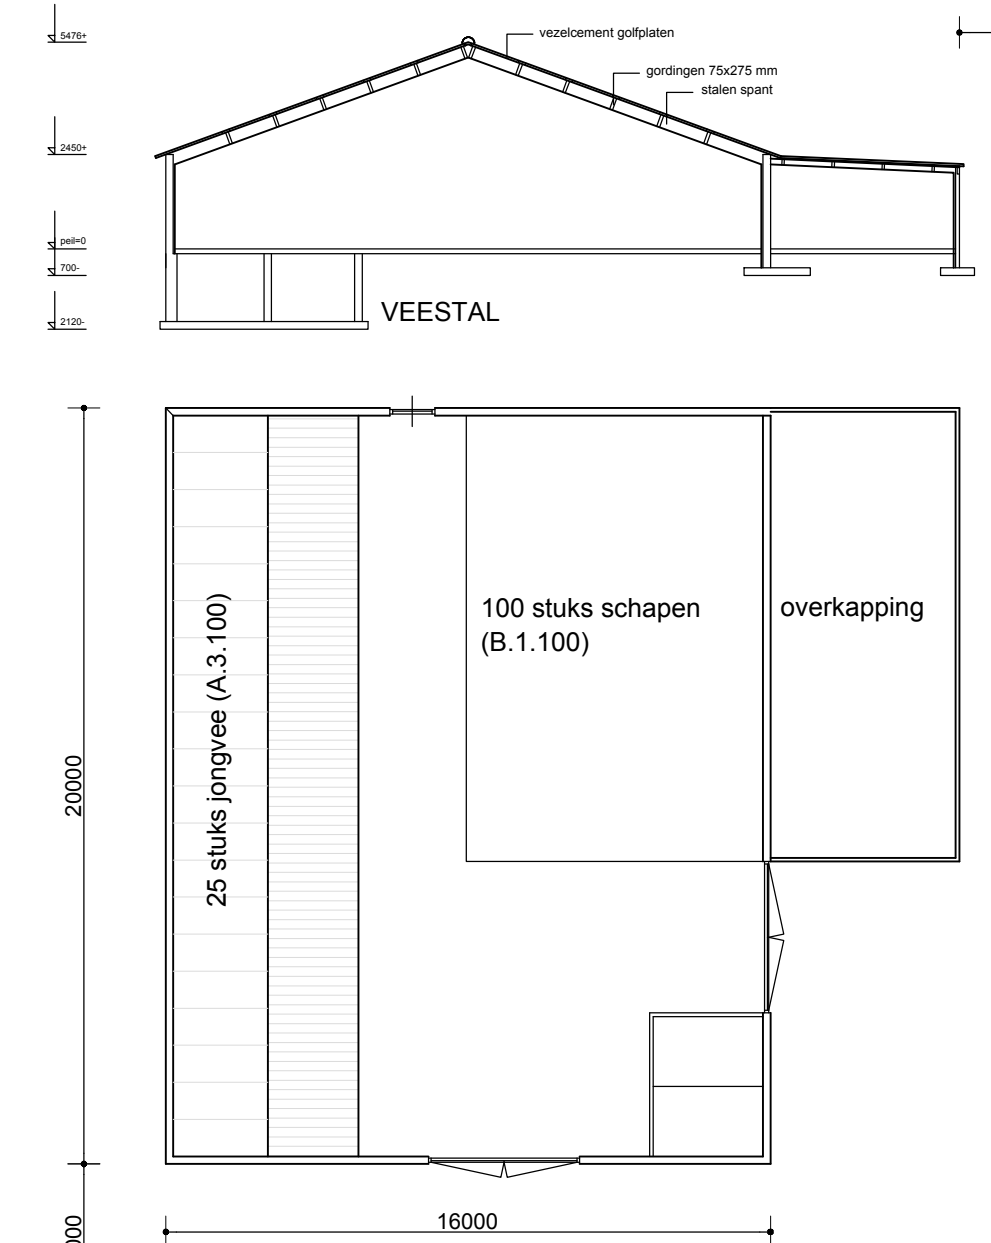 5476+
vezelcement golfplaten
gordingen 75x275 mm
stalen spant
2450+
peil=0
700-
2120-
VEESTAL
25 stuks jongvee (A.3.100)
100 stuks schapen
(B.1.100)
overkapping
20000
16000